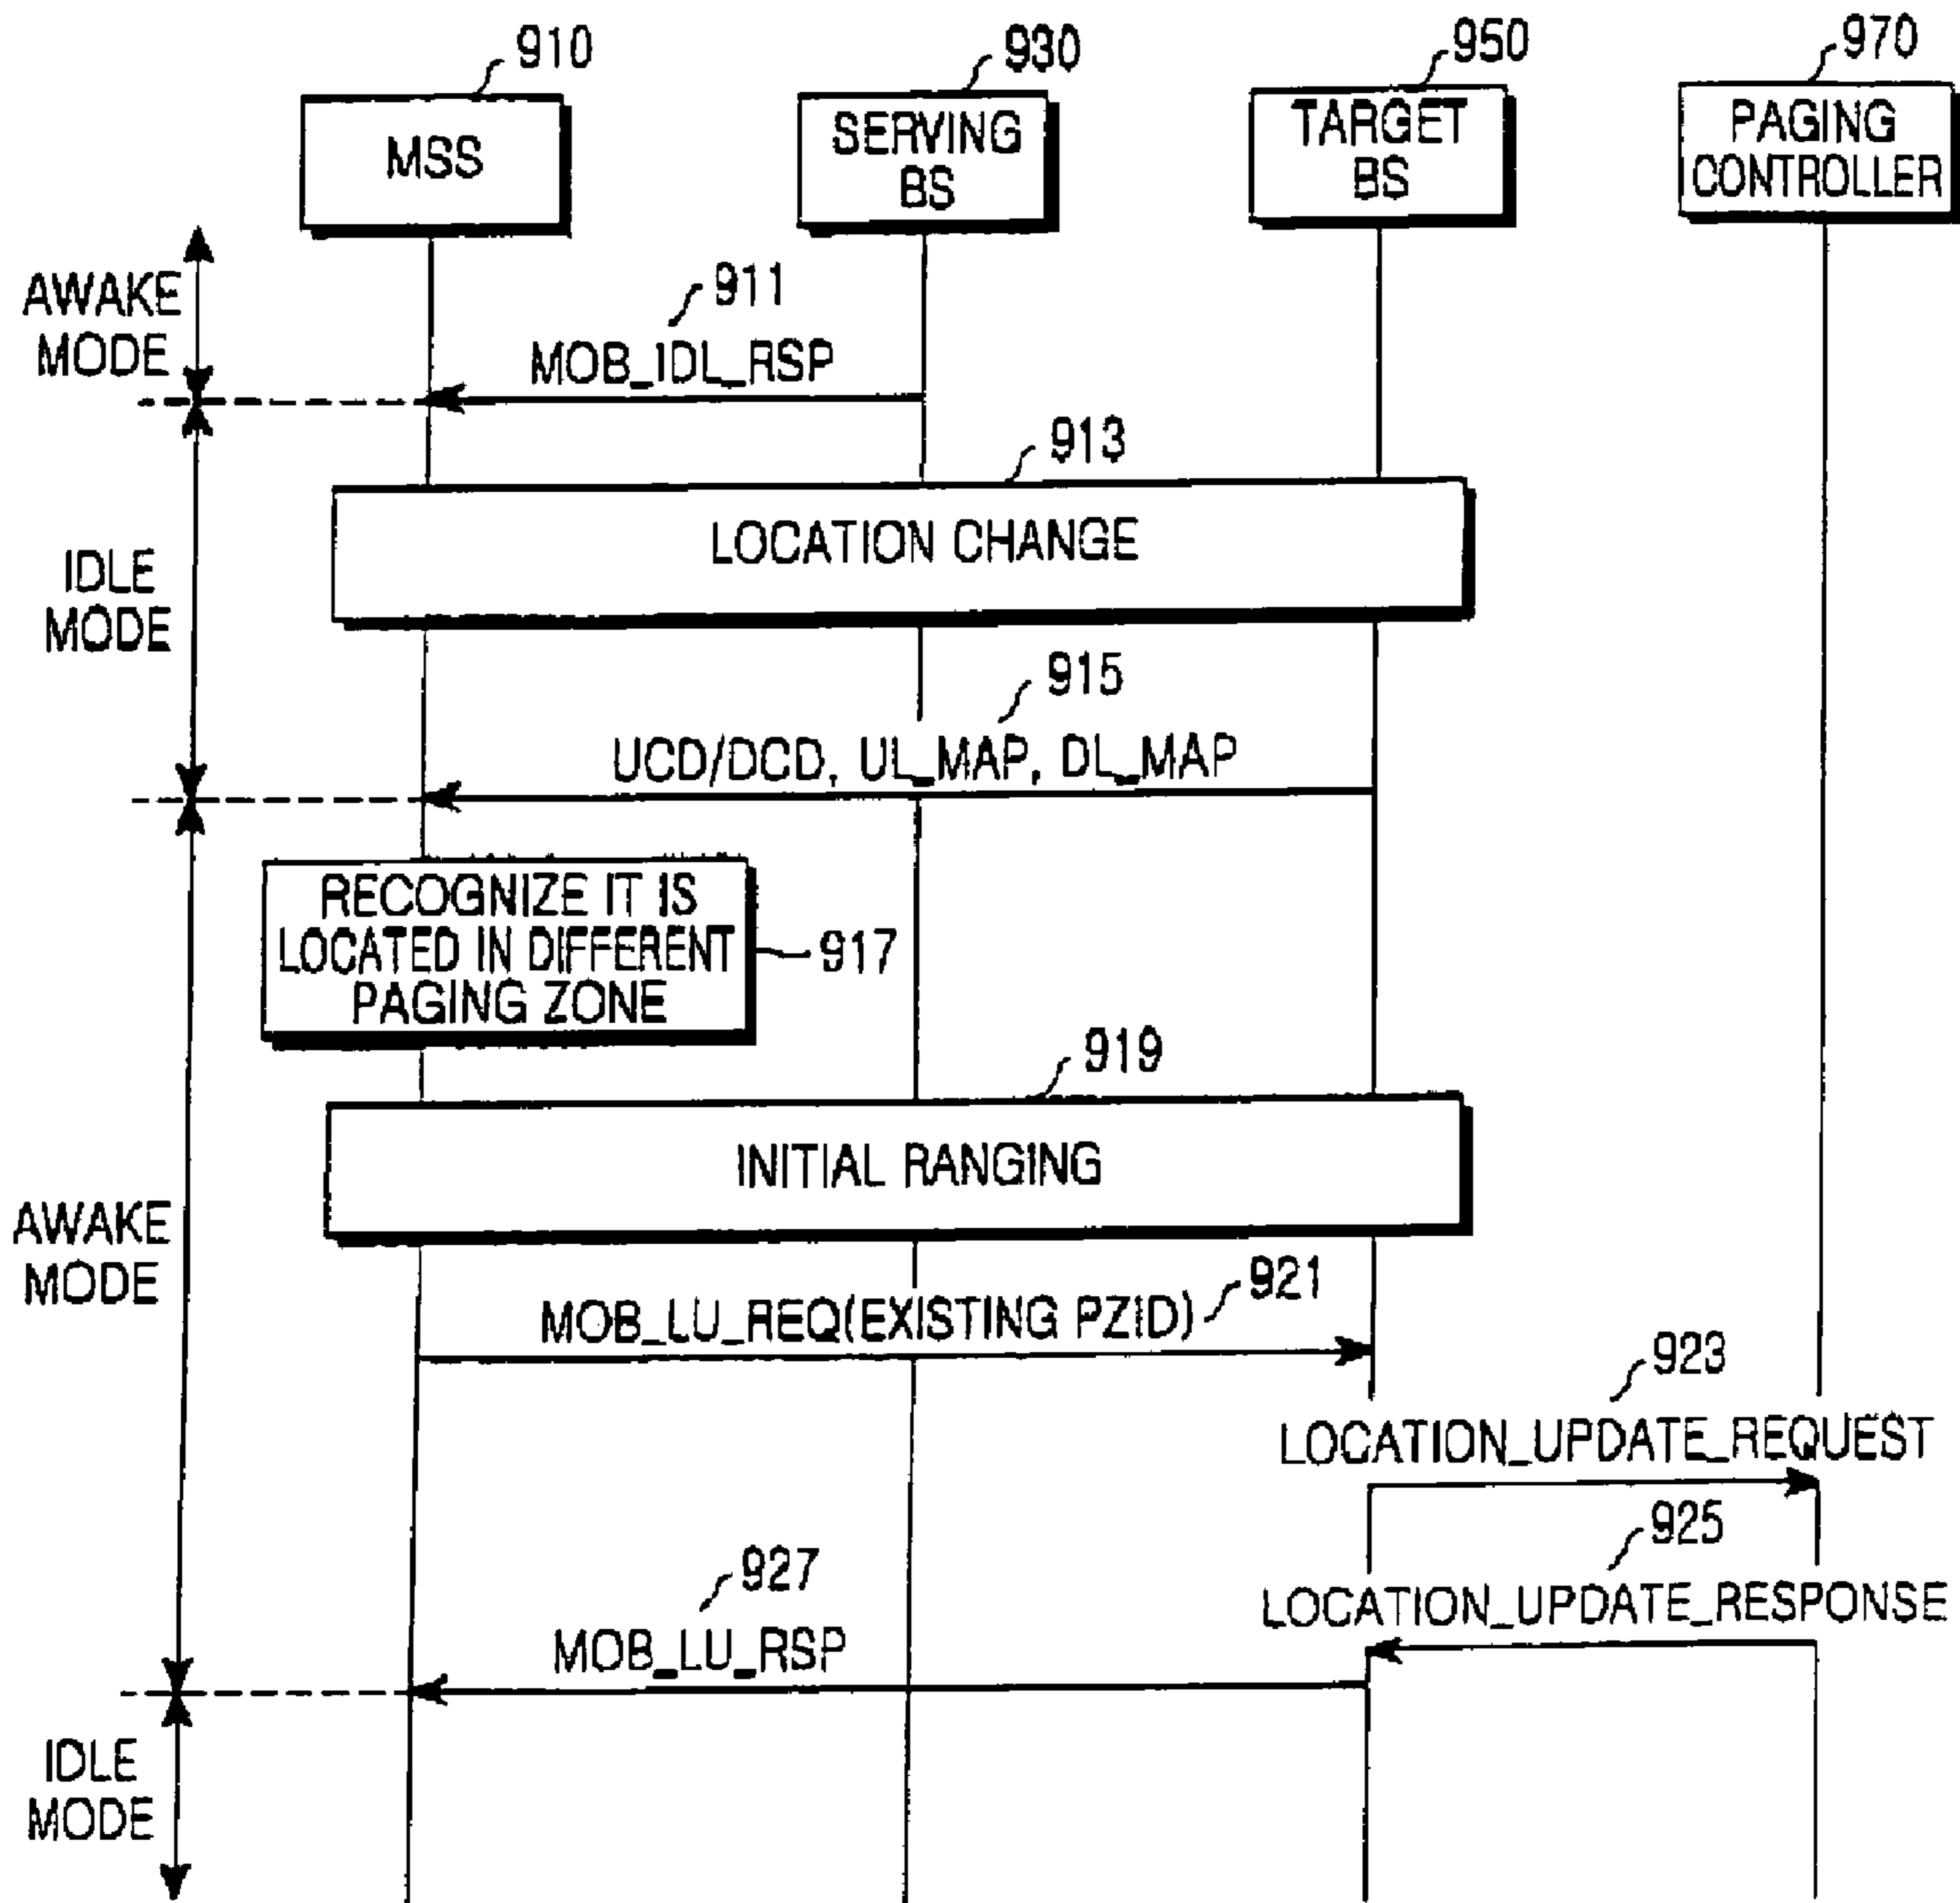 910
930
950
970
MSS
SERVING
BS
TARGET
BS
PAGING
CONTROLLER
AWAKE
MODE
911
MOB_IDL_RSP
913
LOCATION CHANGE
IDLE
MODE
915
UCD/DCD, UL_MAP, DL_MAP
RECOGNIZE IT IS
LOCATED IN DIFFERENT
PAGING ZONE
917
919
INITIAL RANGING
AWAKE
MODE
921
MOB_LU_REQ(EXISTING PZID)
923
LOCATION_UPDATE_REQUEST
925
LOCATION_UPDATE_RESPONSE
927
MOB_LU_RSP
IDLE
MODE